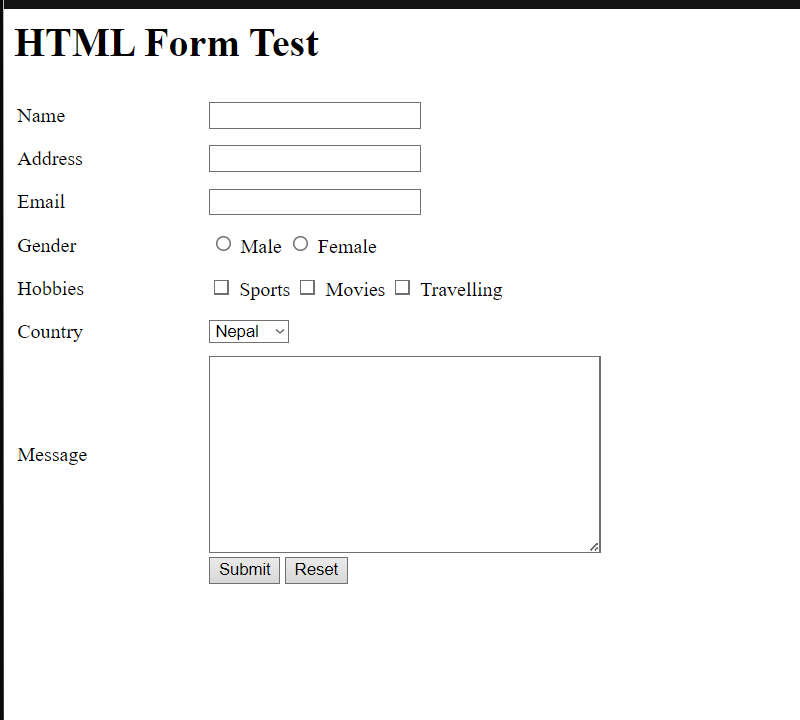 HTML Form Test
Name
Address
Email
Gender Male Female
Hobbies Sports Movies Travelling
Country Nepal
Message
Submit Reset